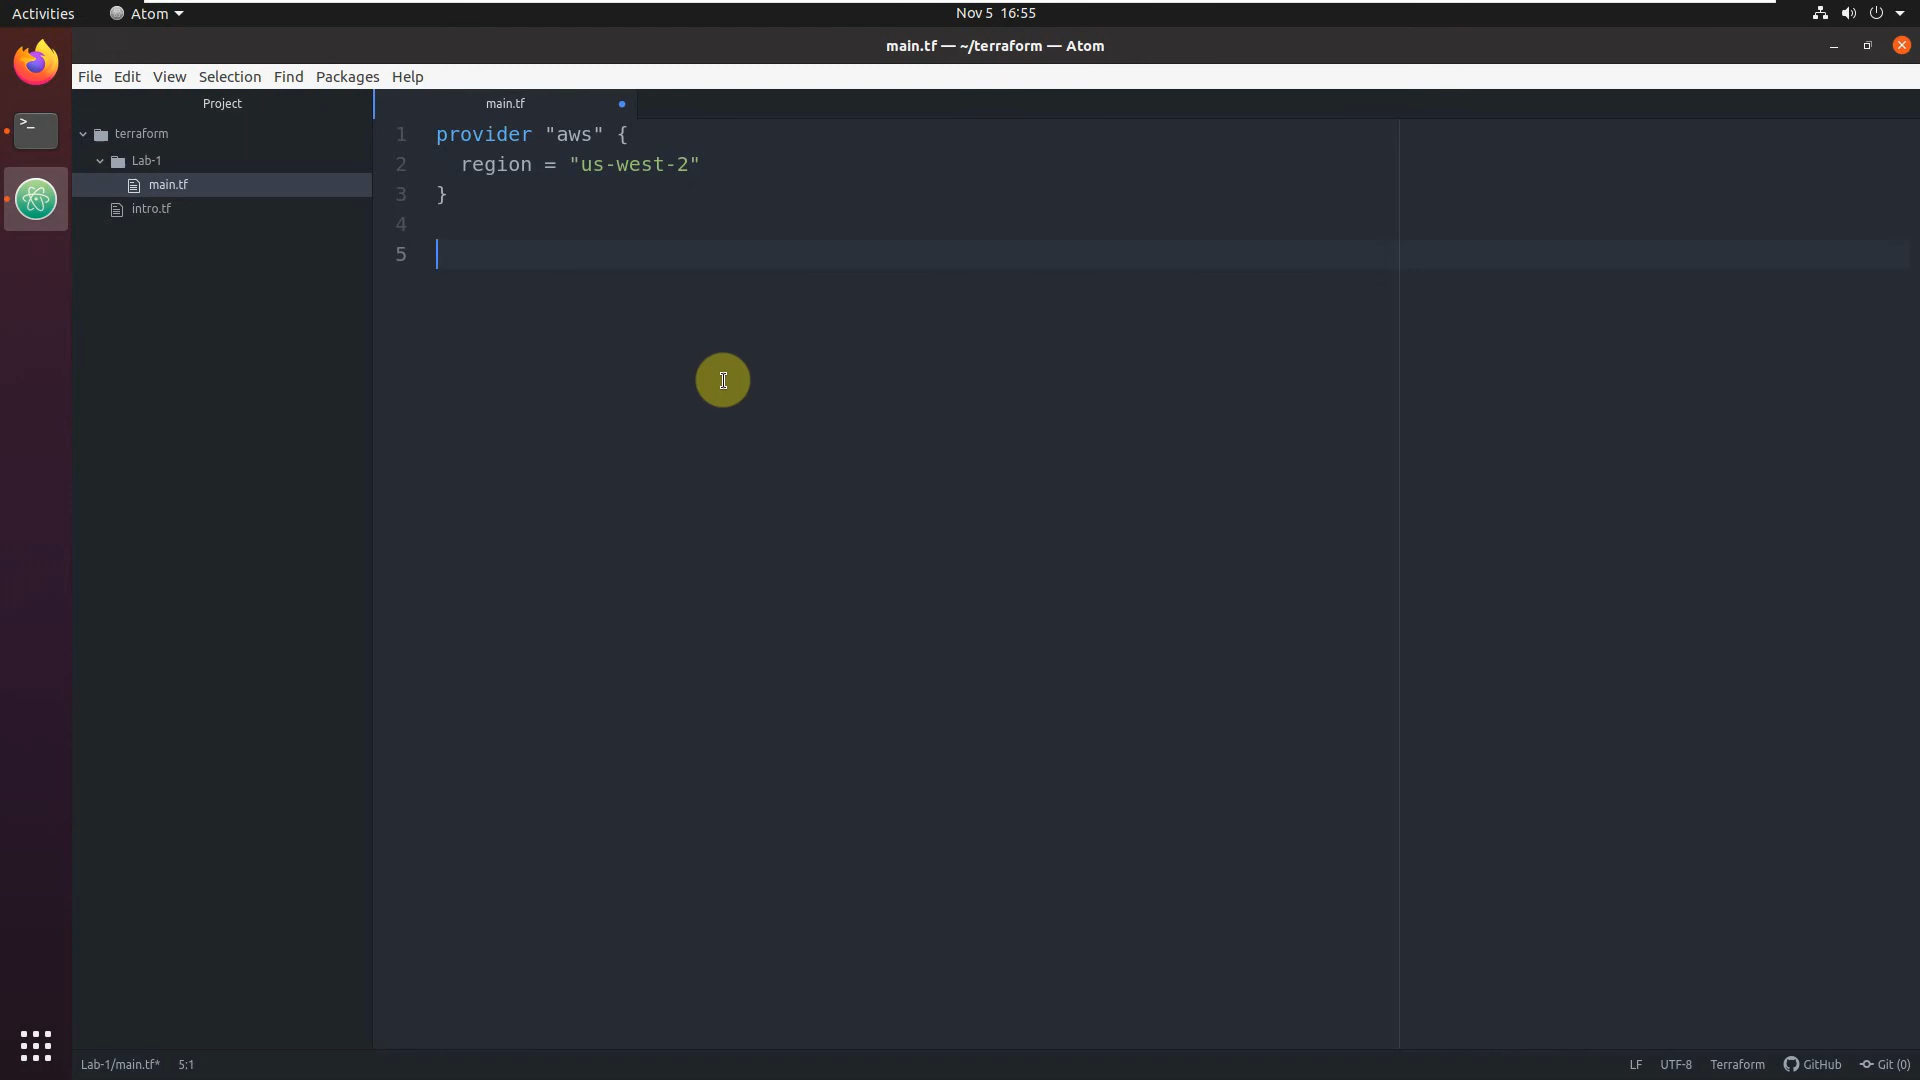 Activities
Atom
Nov 5 16:55
main.tf — ~/terraform — Atom
File Edit View Selection Find Packages Help
Project
terraform
Lab-1
main.tf
intro.tf
main.tf
1 provider "aws" {
2 region = "us-west-2"
3 }
4
5
>_
Lab-1/main.tf* 5:1
LF UTF-8 Terraform GitHub Git (0)